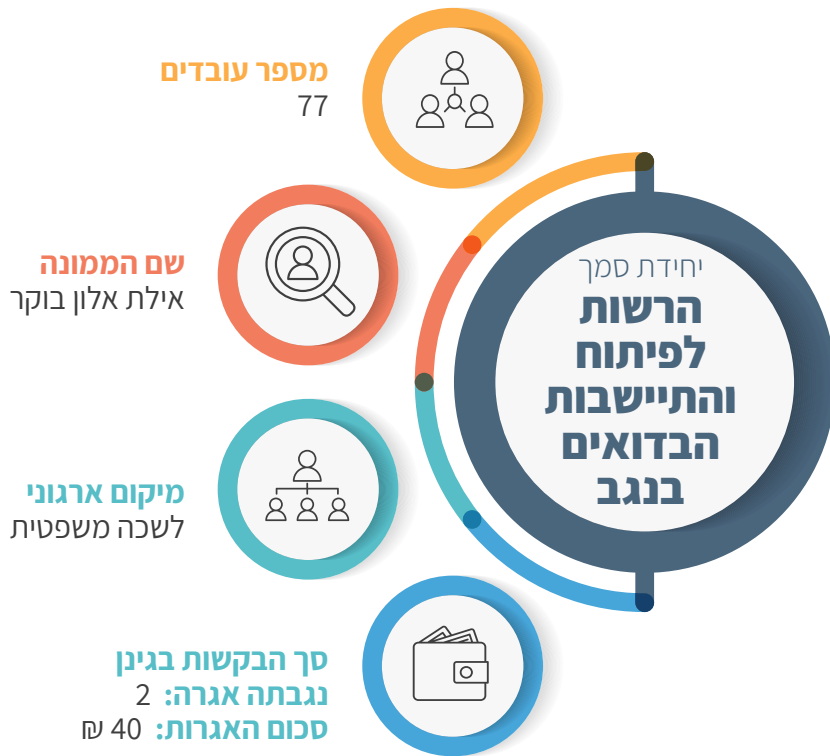 יחידת סמך
הרשות
לפיתוח
והתיישבות
הבדואים
בנגב
מספר עובדים
77
שם הממונה
אילת אלון בוקר
מיקום ארגוני
לשכה משפטית
סך הבקשות בגינן
נגבתה אגרה: 2
סכום האגרות: 40 ₪